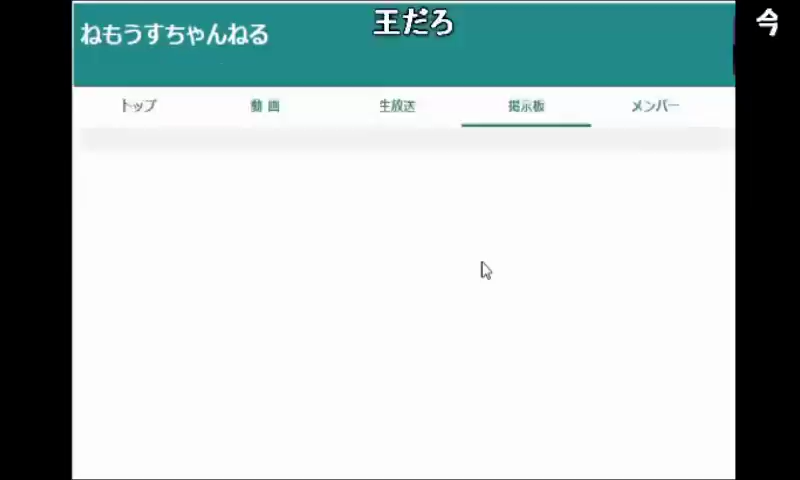 王だろ
今
ねもうすちゃんねる
トップ
動画
生放送
掲示板
メンバー